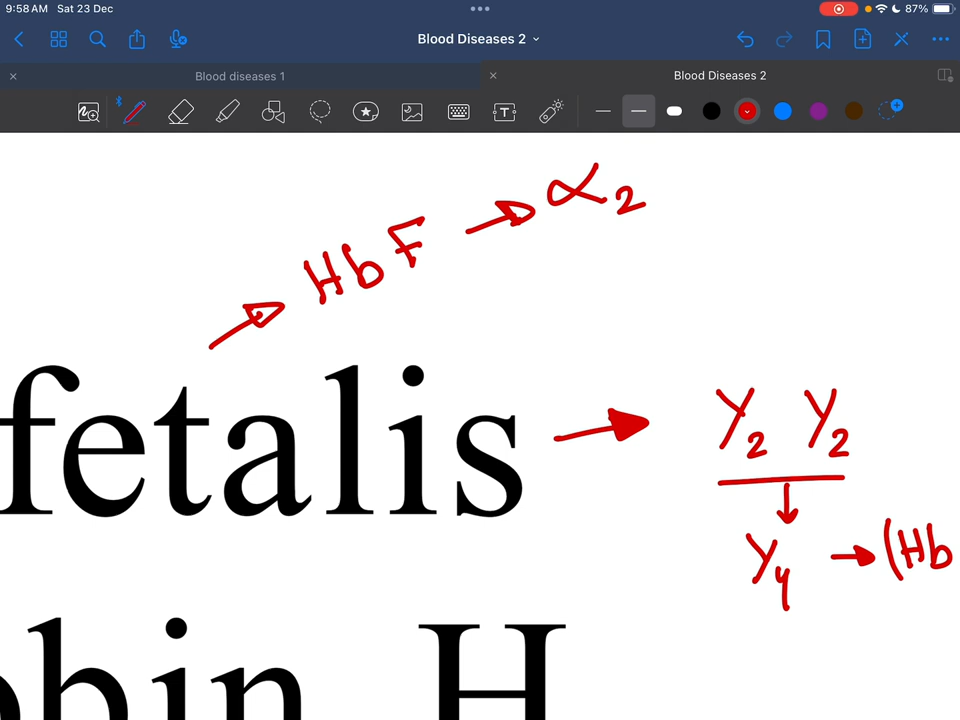 9:58 AM Sat 23 Dec 87%
Blood Diseases 2
Blood diseases 1 Blood Diseases 2
T
HbF → α2
fetalis → γ2 γ2
γ4 → (Hb
obin H